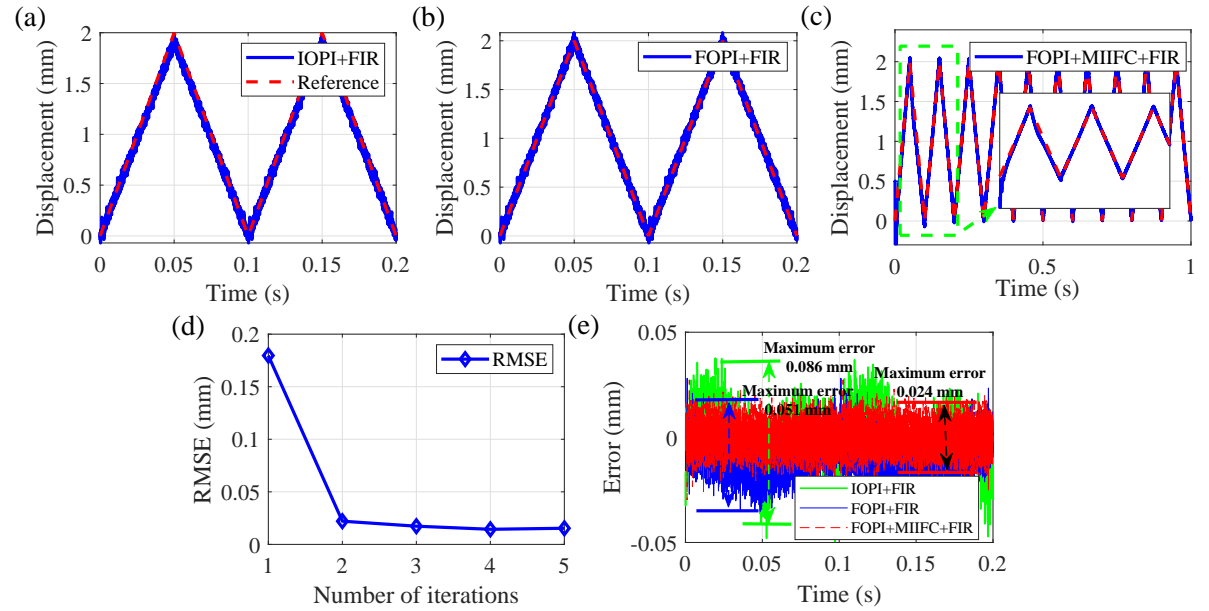 (a)
Displacement (mm)
2
1.5
1
0.5
0
IOPI+FIR
Reference
0
0.05
0.1
0.15
0.2
Time (s)
(b)
Displacement (mm)
2
1.5
1
0.5
0
FOPI+FIR
0
0.05
0.1
0.15
0.2
Time (s)
(c)
Displacement (mm)
2
1.5
1
0.5
0
FOPI+MIIFC+FIR
0
0.5
1
Time (s)
(d)
RMSE (mm)
0.2
0.15
0.1
0.05
0
RMSE
1
2
3
4
5
Number of iterations
(e)
Error (mm)
0.05
0
-0.05
Maximum error
0.086 mm
Maximum error
0.051 mm
Maximum error
0.024 mm
IOPI+FIR
FOPI+FIR
FOPI+MIIFC+FIR
0
0.05
0.1
0.15
0.2
Time (s)